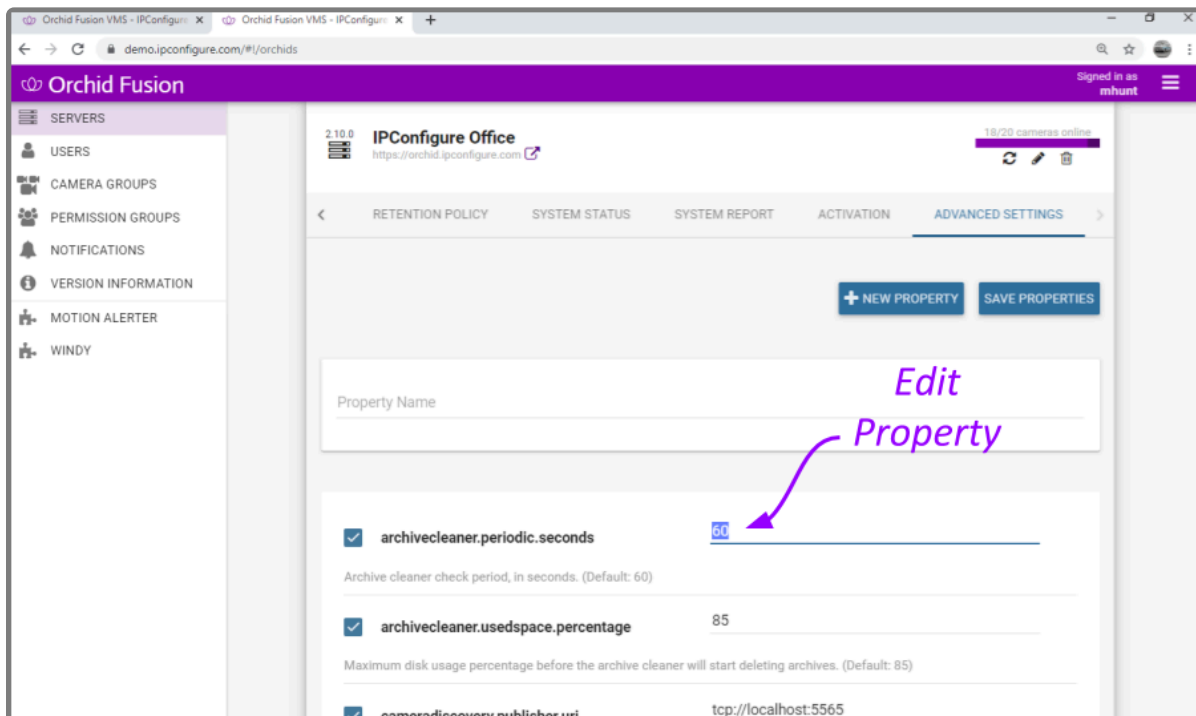 Orchid Fusion VMS - IPConfigure
Orchid Fusion VMS - IPConfigure
demo.ipconfigure.com/#!/orchids
Orchid Fusion
Signed in as
mhunt
SERVERS
USERS
CAMERA GROUPS
PERMISSION GROUPS
NOTIFICATIONS
VERSION INFORMATION
MOTION ALERTER
WINDY
2.10.0
IPConfigure Office
https://orchid.ipconfigure.com
18/20 cameras online
RETENTION POLICY
SYSTEM STATUS
SYSTEM REPORT
ACTIVATION
ADVANCED SETTINGS
NEW PROPERTY
SAVE PROPERTIES
Property Name
Edit
Property
archivecleaner.periodic.seconds
60
Archive cleaner check period, in seconds. (Default: 60)
archivecleaner.usedspace.percentage
85
Maximum disk usage percentage before the archive cleaner will start deleting archives. (Default: 85)
cameradiscovery.publisher.uri
tcp://localhost:5565